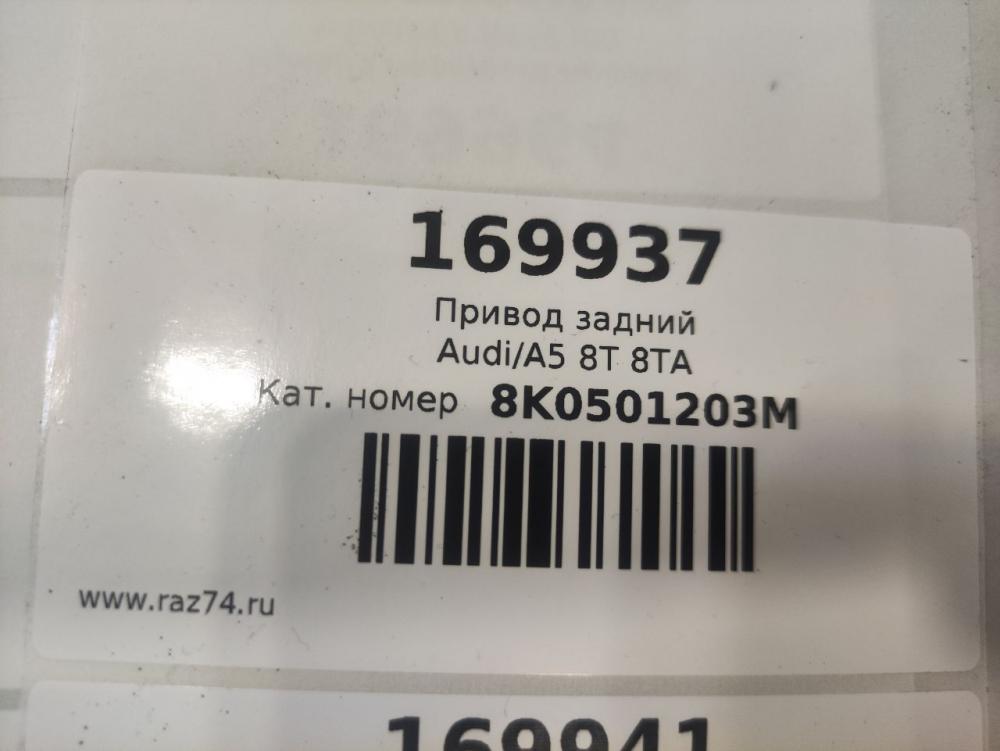 169937
Привод задний
Audi/A5 8T 8TA
Кат. номер 8K0501203M
www.raz74.ru
169941